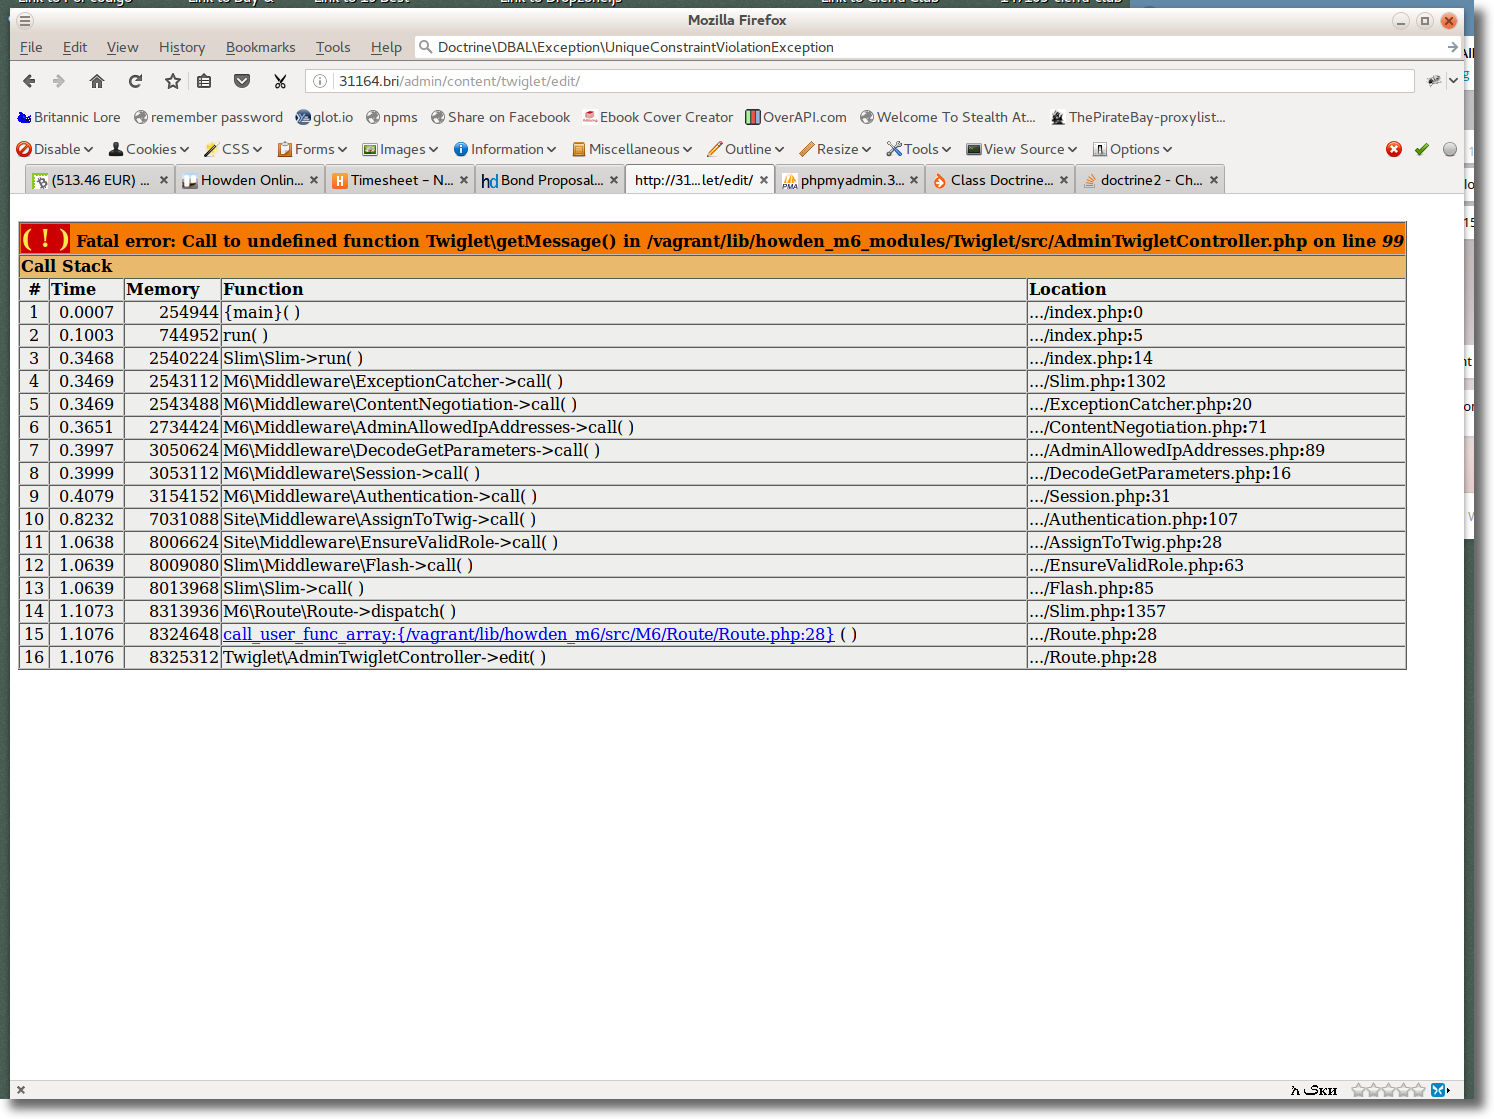 Mozilla Firefox
File Edit View History Bookmarks Tools Help Doctrine\DBAL\Exception\UniqueConstraintViolationException
31164.bri/admin/content/twiglet/edit/
Britannic Lore remember password glot.io npms Share on Facebook Ebook Cover Creator OverAPI.com Welcome To Stealth At... ThePirateBay-proxylist...
Disable Cookies CSS Forms Images Information Miscellaneous Outline Resize Tools View Source Options
(513.46 EUR) ... Howden Onlin... Timesheet – N... Bond Proposal... http://31...let/edit/ phpmyadmin.3... Class Doctrine... doctrine2 - Ch...
( ! ) Fatal error: Call to undefined function Twiglet\getMessage() in /vagrant/lib/howden_m6_modules/Twiglet/src/AdminTwigletController.php on line 99
Call Stack
# Time Memory Function Location
1 0.0007 254944 {main}( ) .../index.php:0
2 0.1003 744952 run( ) .../index.php:5
3 0.3468 2540224 Slim\Slim->run( ) .../index.php:14
4 0.3469 2543112 M6\Middleware\ExceptionCatcher->call( ) .../Slim.php:1302
5 0.3469 2543488 M6\Middleware\ContentNegotiation->call( ) .../ExceptionCatcher.php:20
6 0.3651 2734424 M6\Middleware\AdminAllowedIpAddresses->call( ) .../ContentNegotiation.php:71
7 0.3997 3050624 M6\Middleware\DecodeGetParameters->call( ) .../AdminAllowedIpAddresses.php:89
8 0.3999 3053112 M6\Middleware\Session->call( ) .../DecodeGetParameters.php:16
9 0.4079 3154152 M6\Middleware\Authentication->call( ) .../Session.php:31
10 0.8232 7031088 Site\Middleware\AssignToTwig->call( ) .../Authentication.php:107
11 1.0638 8006624 Site\Middleware\EnsureValidRole->call( ) .../AssignToTwig.php:28
12 1.0639 8009080 Slim\Middleware\Flash->call( ) .../EnsureValidRole.php:63
13 1.0639 8013968 Slim\Slim->call( ) .../Flash.php:85
14 1.1073 8313936 M6\Route\Route->dispatch( ) .../Slim.php:1357
15 1.1076 8324648 call_user_func_array:{/vagrant/lib/howden_m6/src/M6/Route/Route.php:28} ( ) .../Route.php:28
16 1.1076 8325312 Twiglet\AdminTwigletController->edit( ) .../Route.php:28